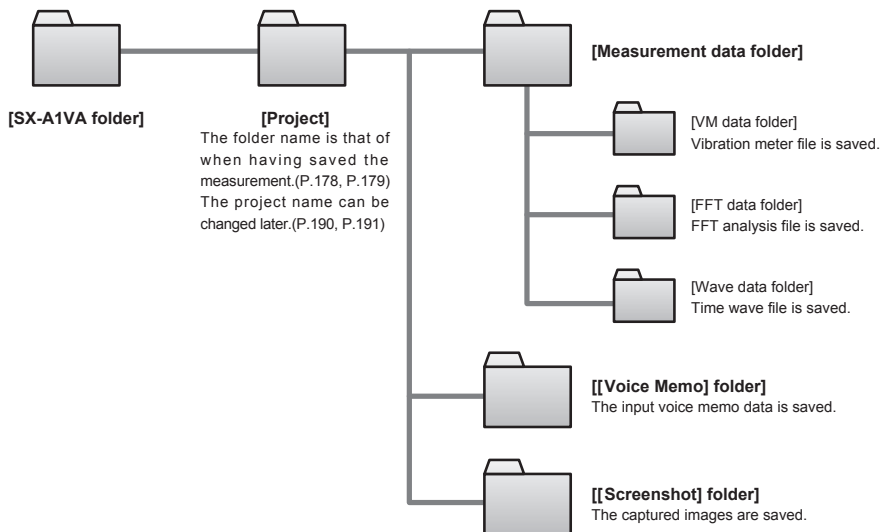 [SX-A1VA folder]
[Project]
The folder name is that of
when having saved the
measurement.(P.178, P.179)
The project name can be
changed later.(P.190, P.191)
[Measurement data folder]
[VM data folder]
Vibration meter file is saved.
[FFT data folder]
FFT analysis file is saved.
[Wave data folder]
Time wave file is saved.
[[Voice Memo] folder]
The input voice memo data is saved.
[[Screenshot] folder]
The captured images are saved.